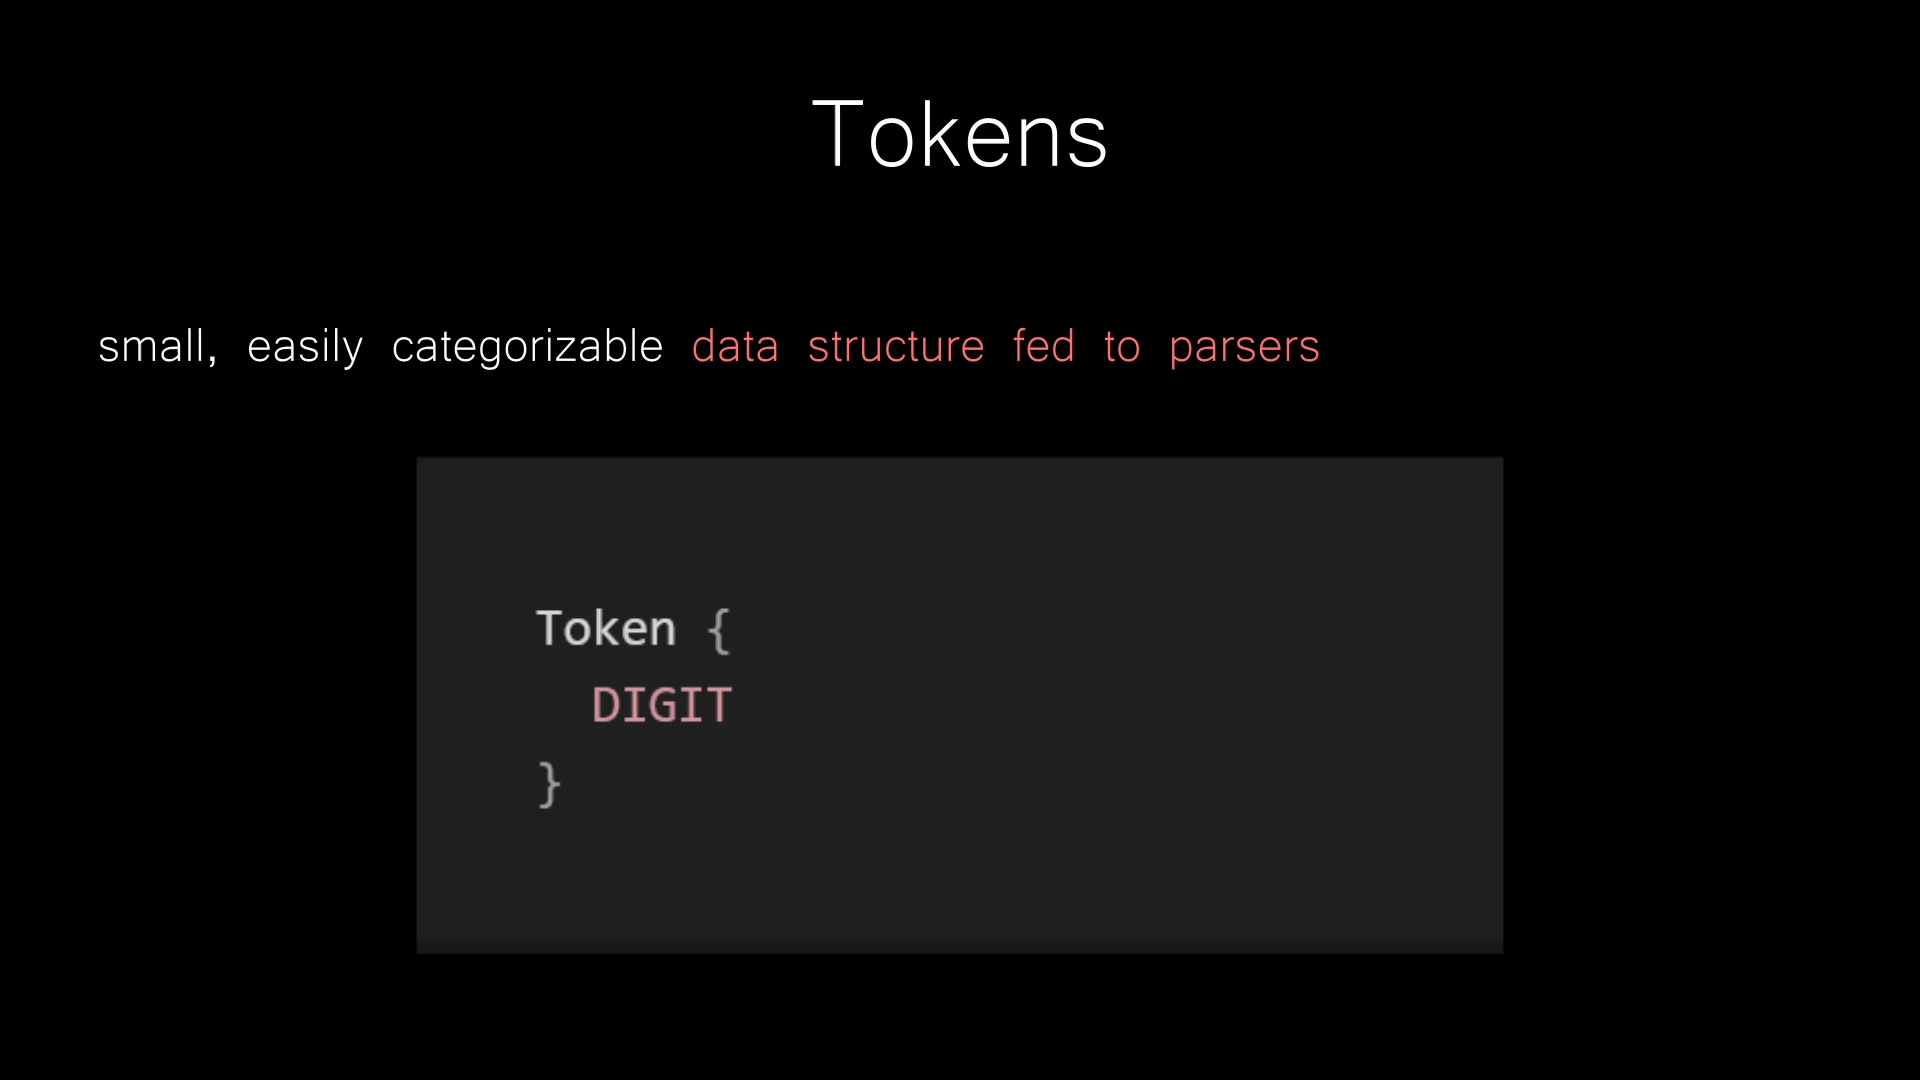 Tokens
small, easily categorizable data structure fed to parsers
Token {
DIGIT
}